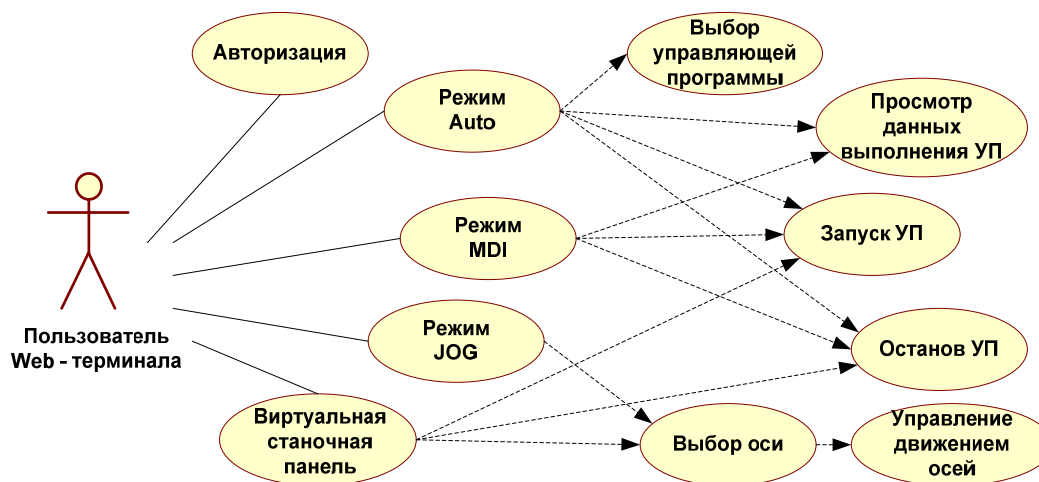 Авторизация
Выбор
управляющей
программы
Режим
Auto
Просмотр
данных
выполнения УП
Режим
MDI
Запуск УП
Пользователь
Web - терминала
Режим
JOG
Останов УП
Виртуальная
станочная
панель
Выбор оси
Управление
движением
осей